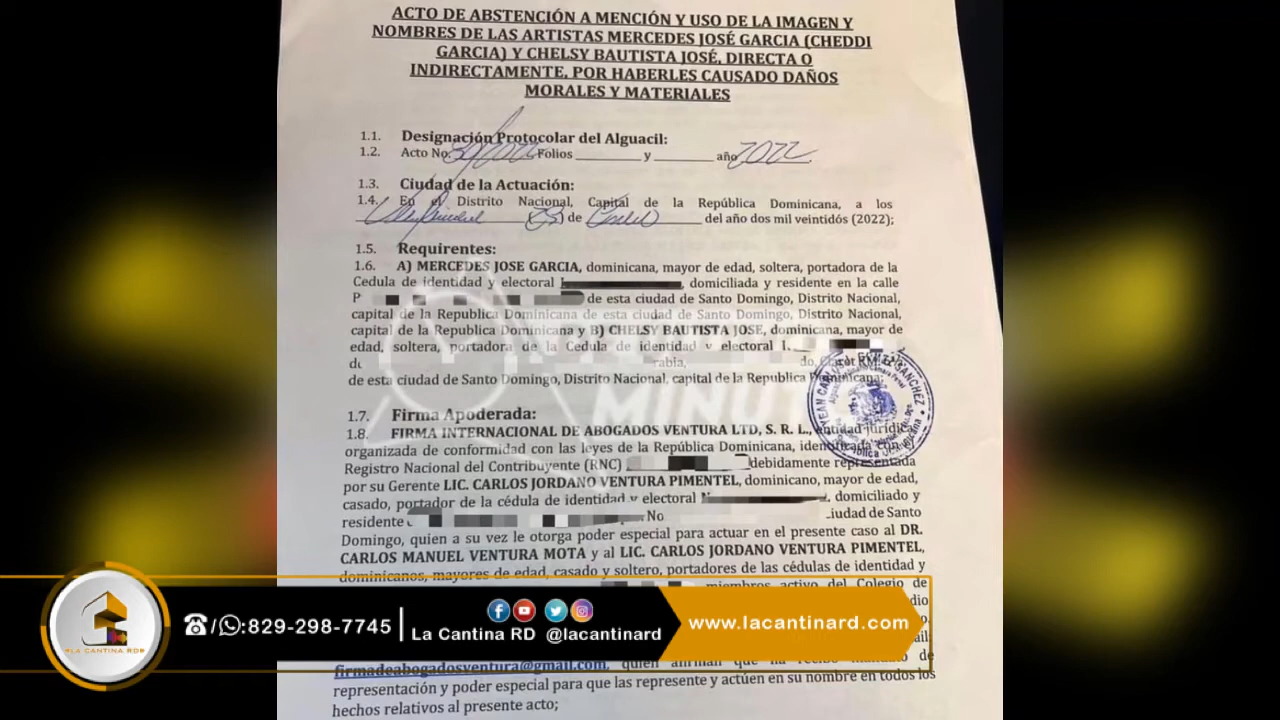 ACTO DE ABSTENCIÓN A MENCIÓN Y USO DE LA IMAGEN Y
NOMBRES DE LAS ARTISTAS MERCEDES JOSÉ GARCIA (CHEDDI
GARCIA) Y CHELSY BAUTISTA JOSÉ, DIRECTA O
INDIRECTAMENTE, POR HABERLES CAUSADO DAÑOS
MORALES Y MATERIALES
1.1. Designación Protocolar del Alguacil:
1.2. Acto No. Folios ______ y ______ año 2022.
1.3. Ciudad de la Actuación:
1.4. En el Distrito Nacional, Capital de la República Dominicana, a los
de del año dos mil veintidós (2022);
1.5. Requirentes:
1.6. A) MERCEDES JOSE GARCIA, dominicana, mayor de edad, soltera, portadora de la
Cedula de identidad y electoral , domiciliada y residente en la calle
P de esta ciudad de Santo Domingo, Distrito Nacional,
capital de la Republica Dominicana de esta ciudad de Santo Domingo, Distrito Nacional,
capital de la Republica Dominicana y B) CHELSY BAUTISTA JOSE, dominicana, mayor de
edad, soltera, portadora de la Cedula de identidad y electoral
de esta ciudad de Santo Domingo, Distrito Nacional, capital de la Republica Dominicana;
MINUTO
1.7. Firma Apoderada:
1.8. FIRMA INTERNACIONAL DE ABOGADOS VENTURA LTD, S. R. L., entidad jurídica
organizada de conformidad con las leyes de la República Dominicana, identificada con el
Registro Nacional del Contribuyente (RNC) debidamente representada
por su Gerente LIC. CARLOS JORDANO VENTURA PIMENTEL, dominicano, mayor de edad,
casado, portador de la cédula de identidad y electoral , domiciliado y
residente No ciudad de Santo
Domingo, quien a su vez le otorga poder especial para actuar en el presente caso al DR.
CARLOS MANUEL VENTURA MOTA y al LIC. CARLOS JORDANO VENTURA PIMENTEL,
dominicanos, mayores de edad, casado y soltero, portadores de las cédulas de identidad y
miembros activo del Colegio de
firmadeabogadosventura@gmail.com, quien afirman que ha recibo mandato de
representación y poder especial para que las represente y actúen en su nombre en todos los
hechos relativos al presente acto;
LA CANTINA RD
/ :829-298-7745
La Cantina RD @lacantinard
www.lacantinard.com